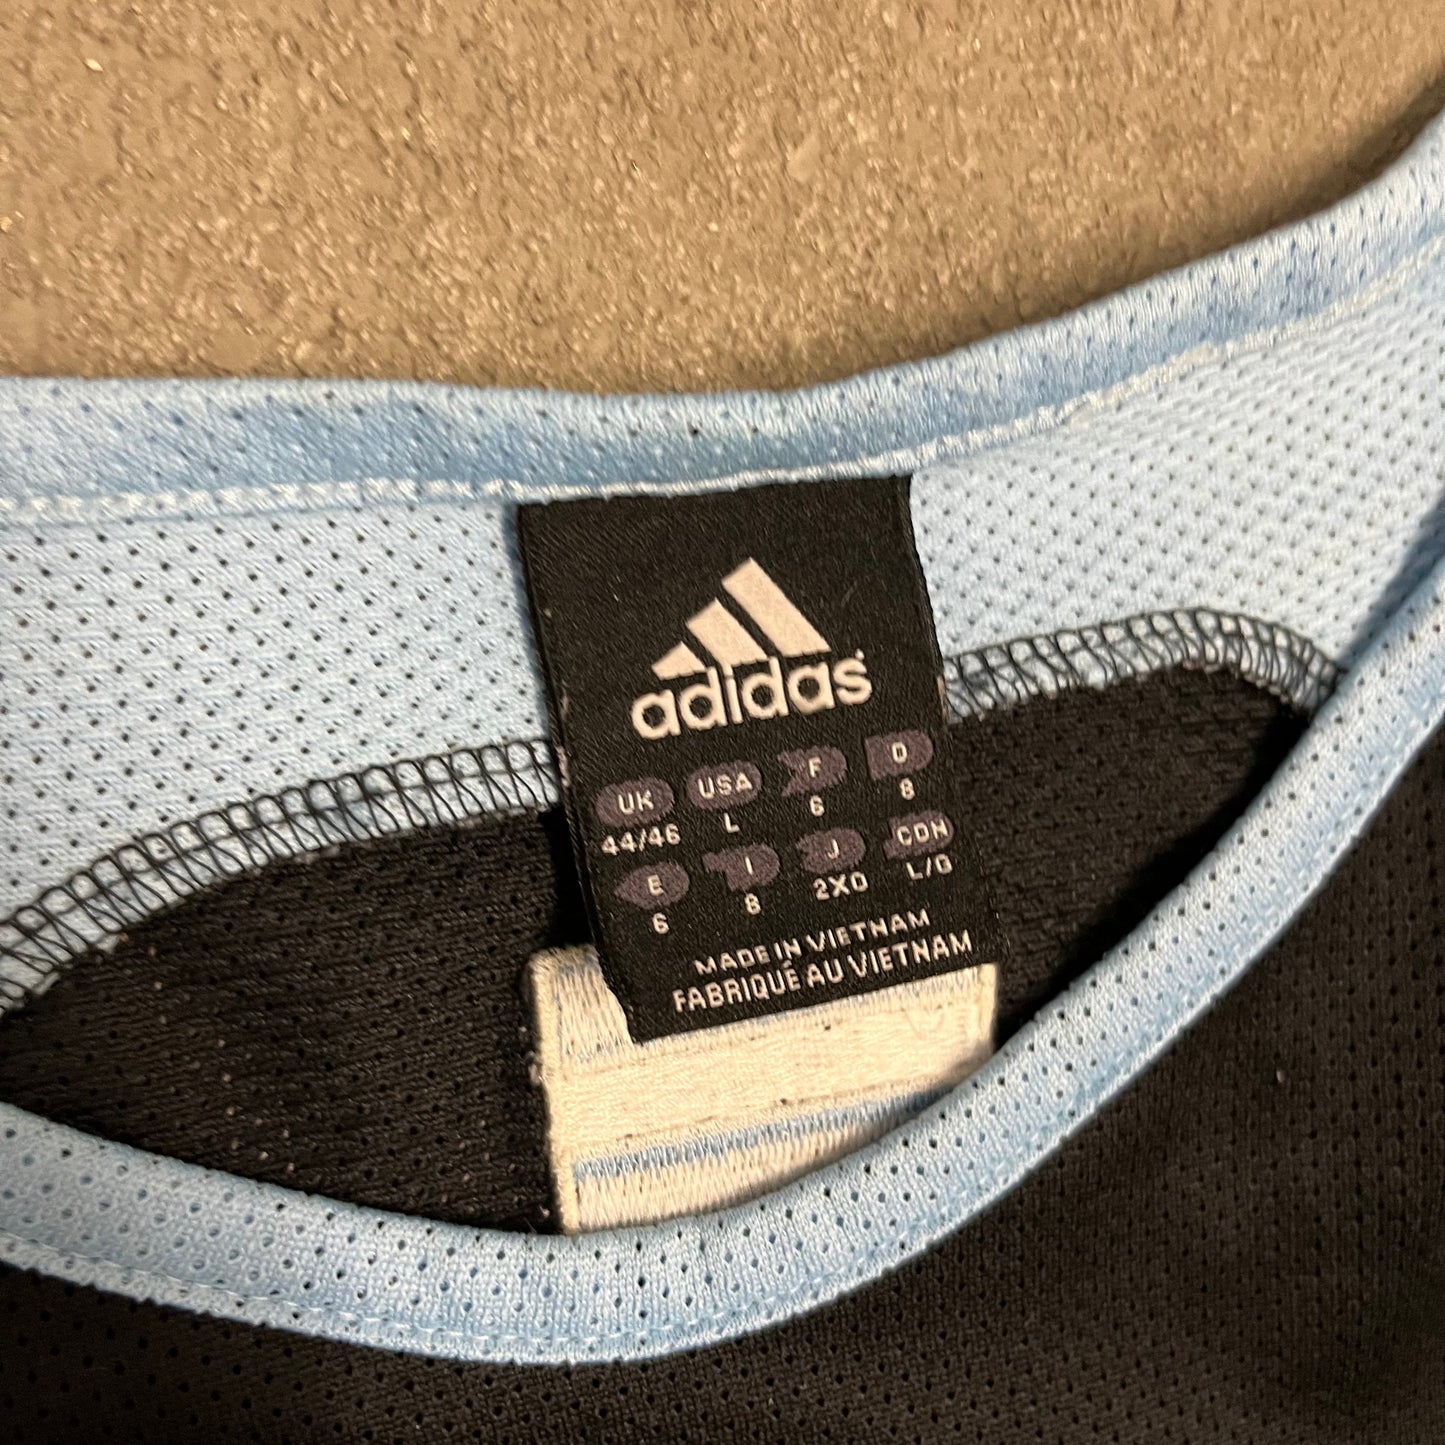 adidas
UK USA F D
44/46 L 6 8
E I J CDN
6 8 2XO L/G
MADE IN VIETNAM
FABRIQUÉ AU VIETNAM